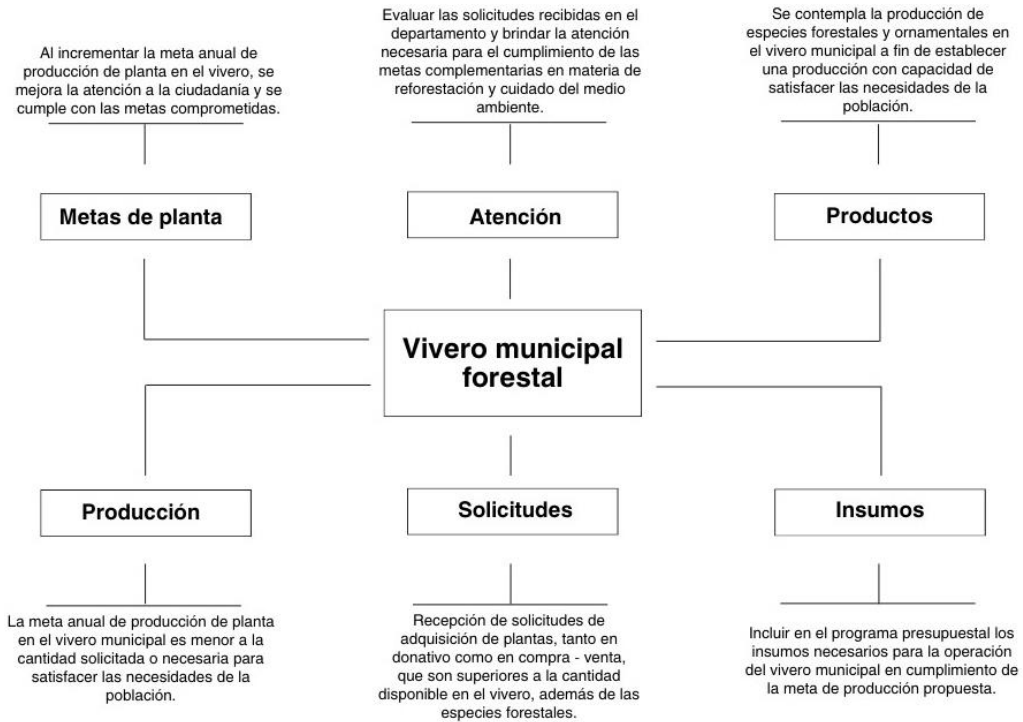 Al incrementar la meta anual de
producción de planta en el vivero, se
mejora la atención a la ciudadanía y se
cumple con las metas comprometidas.
Evaluar las solicitudes recibidas en el
departamento y brindar la atención
necesaria para el cumplimiento de las
metas complementarias en materia de
reforestación y cuidado del medio
ambiente.
Se contempla la producción de
especies forestales y ornamentales en
el vivero municipal a fin de establecer
una producción con capacidad de
satisfacer las necesidades de la
población.
Metas de planta
Atención
Productos
Vivero municipal
forestal
Producción
Solicitudes
Insumos
La meta anual de producción de planta
en el vivero municipal es menor a la
cantidad solicitada o necesaria para
satisfacer las necesidades de la
población.
Recepción de solicitudes de
adquisición de plantas, tanto en
donativo como en compra - venta,
que son superiores a la cantidad
disponible en el vivero, además de las
especies forestales.
Incluir en el programa presupuestal los
insumos necesarios para la operación
del vivero municipal en cumplimiento de
la meta de producción propuesta.